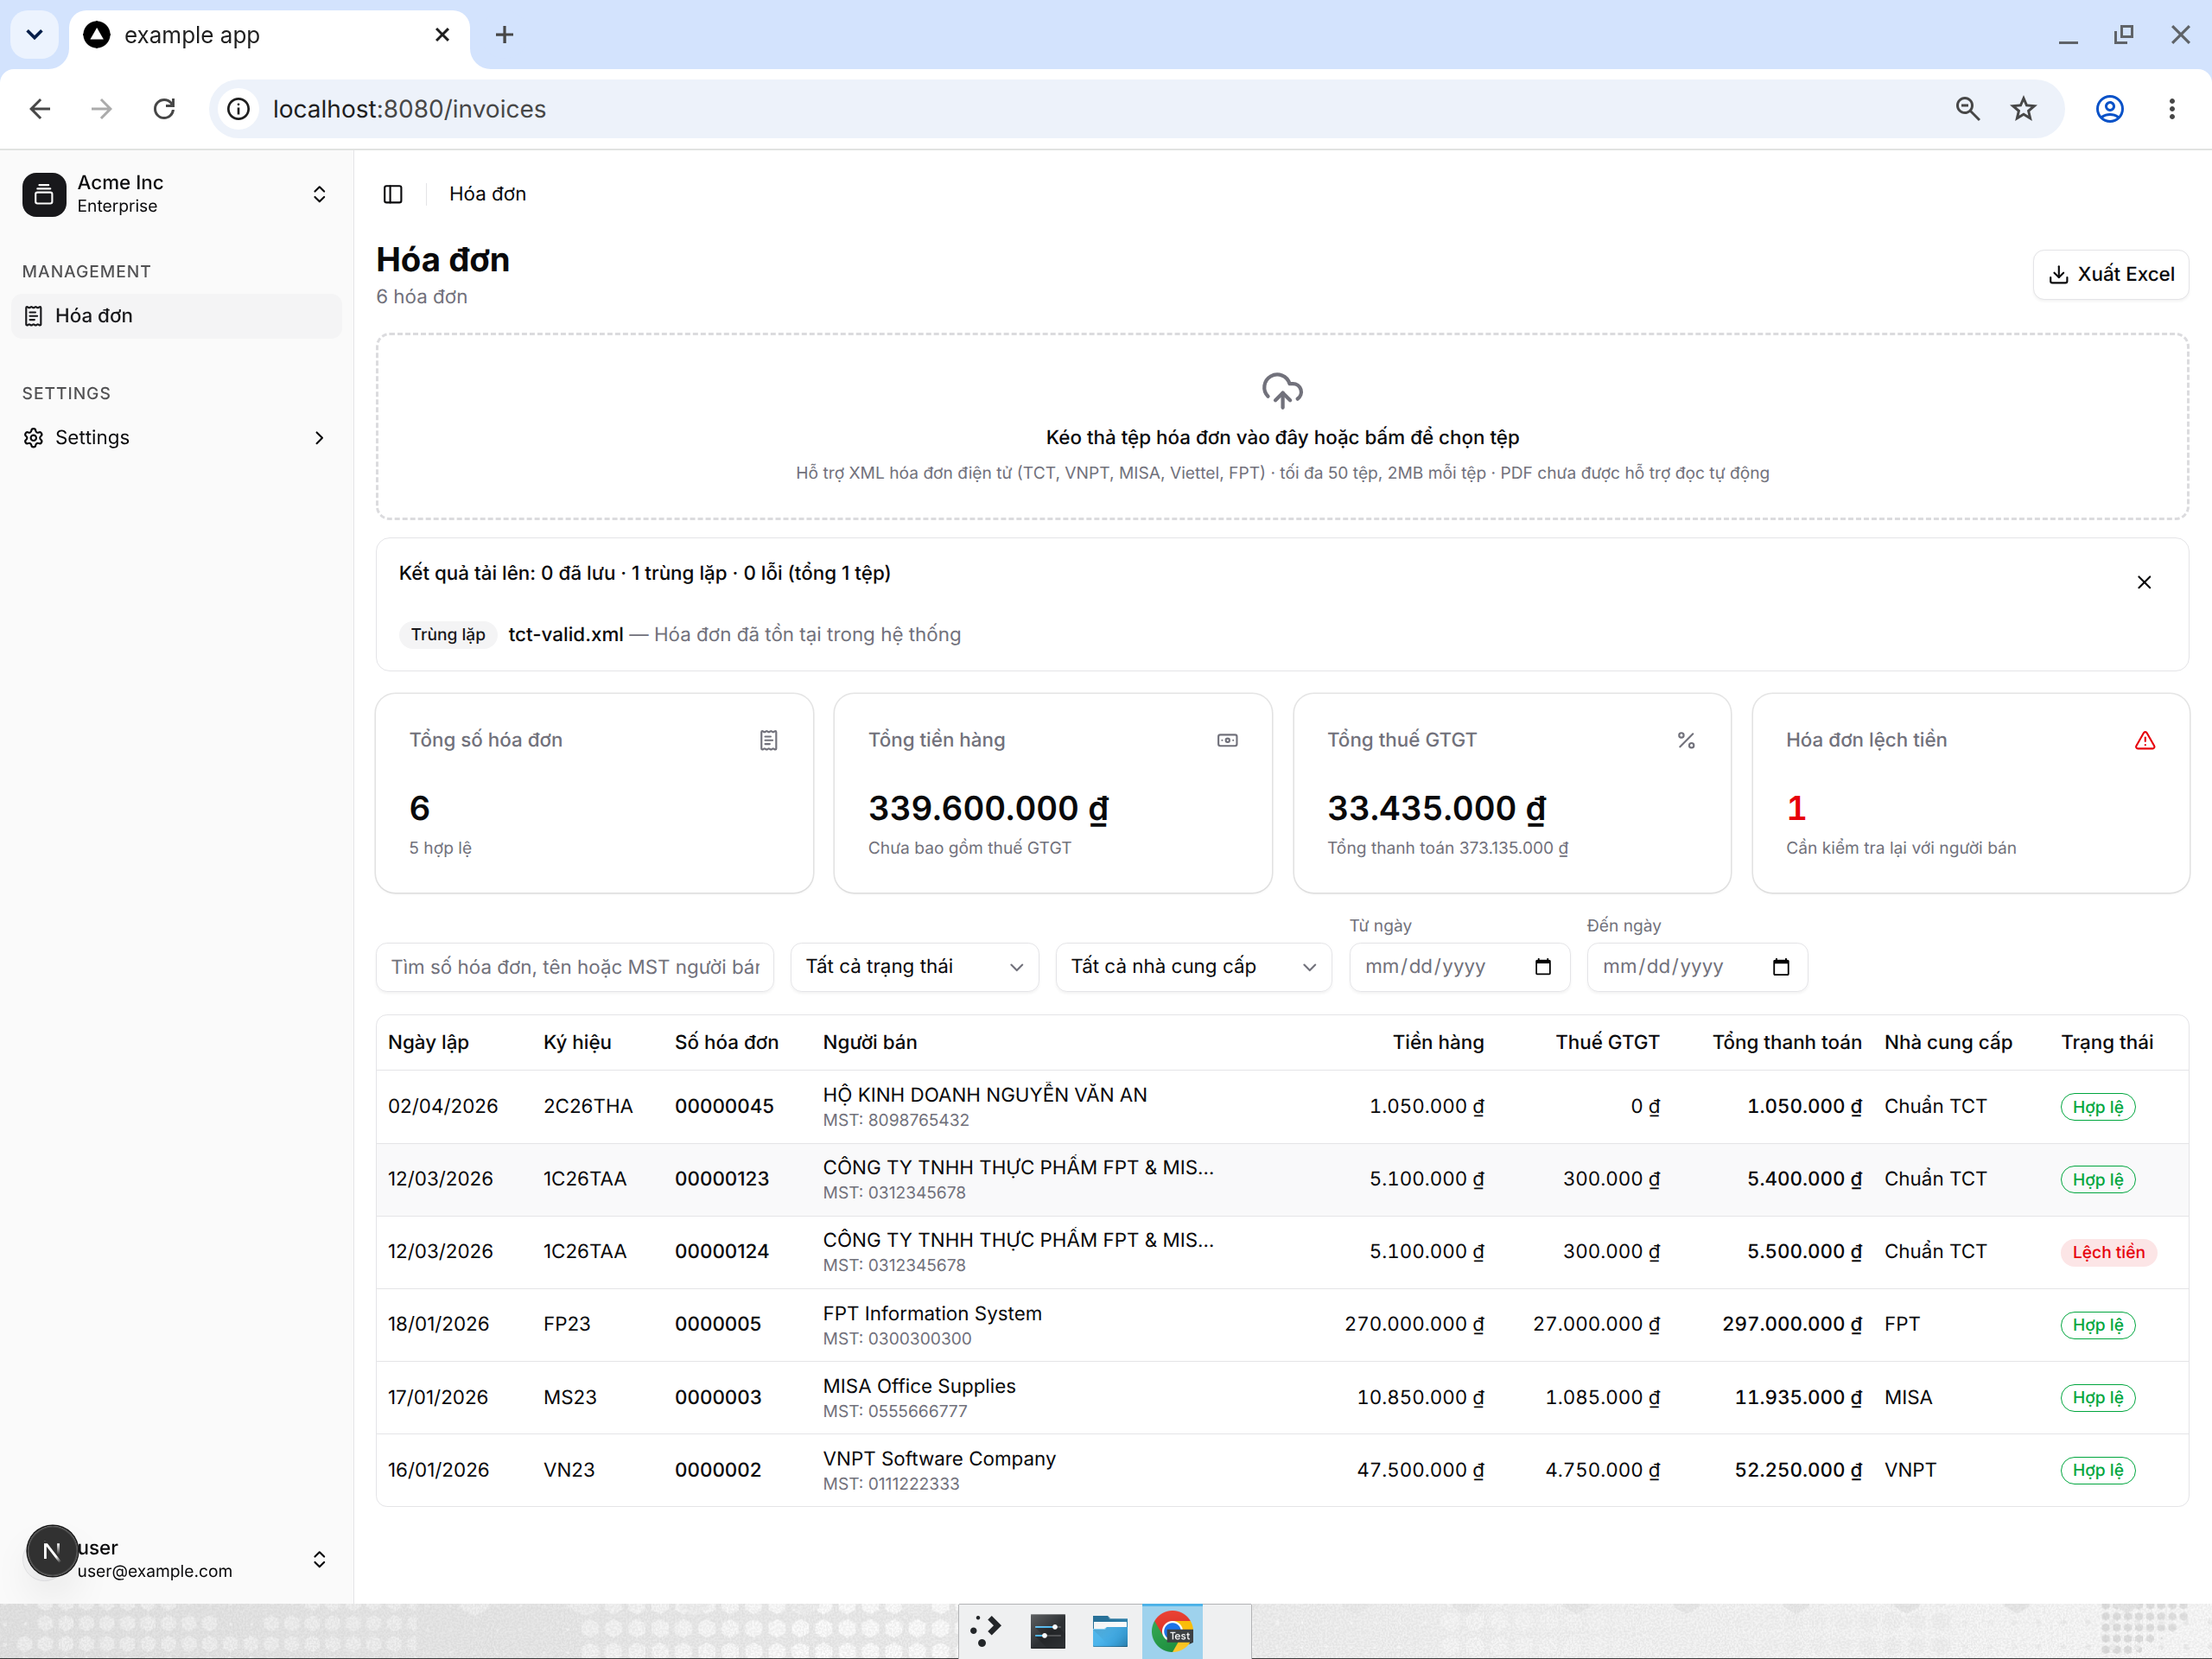 example app
localhost:8080/invoices
Acme Inc
Enterprise
MANAGEMENT
Hóa đơn
SETTINGS
Settings
Hóa đơn
Hóa đơn
6 hóa đơn
Xuất Excel
Kéo thả tệp hóa đơn vào đây hoặc bấm để chọn tệp
Hỗ trợ XML hóa đơn điện tử (TCT, VNPT, MISA, Viettel, FPT) · tối đa 50 tệp, 2MB mỗi tệp · PDF chưa được hỗ trợ đọc tự động
Kết quả tải lên: 0 đã lưu · 1 trùng lặp · 0 lỗi (tổng 1 tệp)
Trùng lặp tct-valid.xml — Hóa đơn đã tồn tại trong hệ thống
Tổng số hóa đơn
6
5 hợp lệ
Tổng tiền hàng
339.600.000 ₫
Chưa bao gồm thuế GTGT
Tổng thuế GTGT
33.435.000 ₫
Tổng thanh toán 373.135.000 ₫
Hóa đơn lệch tiền
1
Cần kiểm tra lại với người bán
Từ ngày Đến ngày
Tìm số hóa đơn, tên hoặc MST người bán Tất cả trạng thái Tất cả nhà cung cấp mm/dd/yyyy mm/dd/yyyy
Ngày lập Ký hiệu Số hóa đơn Người bán Tiền hàng Thuế GTGT Tổng thanh toán Nhà cung cấp Trạng thái
02/04/2026 2C26THA 00000045 HỘ KINH DOANH NGUYỄN VĂN AN 1.050.000 ₫ 0 ₫ 1.050.000 ₫ Chuẩn TCT Hợp lệ
MST: 8098765432
12/03/2026 1C26TAA 00000123 CÔNG TY TNHH THỰC PHẨM FPT & MIS... 5.100.000 ₫ 300.000 ₫ 5.400.000 ₫ Chuẩn TCT Hợp lệ
MST: 0312345678
12/03/2026 1C26TAA 00000124 CÔNG TY TNHH THỰC PHẨM FPT & MIS... 5.100.000 ₫ 300.000 ₫ 5.500.000 ₫ Chuẩn TCT Lệch tiền
MST: 0312345678
18/01/2026 FP23 0000005 FPT Information System 270.000.000 ₫ 27.000.000 ₫ 297.000.000 ₫ FPT Hợp lệ
MST: 0300300300
17/01/2026 MS23 0000003 MISA Office Supplies 10.850.000 ₫ 1.085.000 ₫ 11.935.000 ₫ MISA Hợp lệ
MST: 0555666777
16/01/2026 VN23 0000002 VNPT Software Company 47.500.000 ₫ 4.750.000 ₫ 52.250.000 ₫ VNPT Hợp lệ
MST: 0111222333
N
user
user@example.com
Test